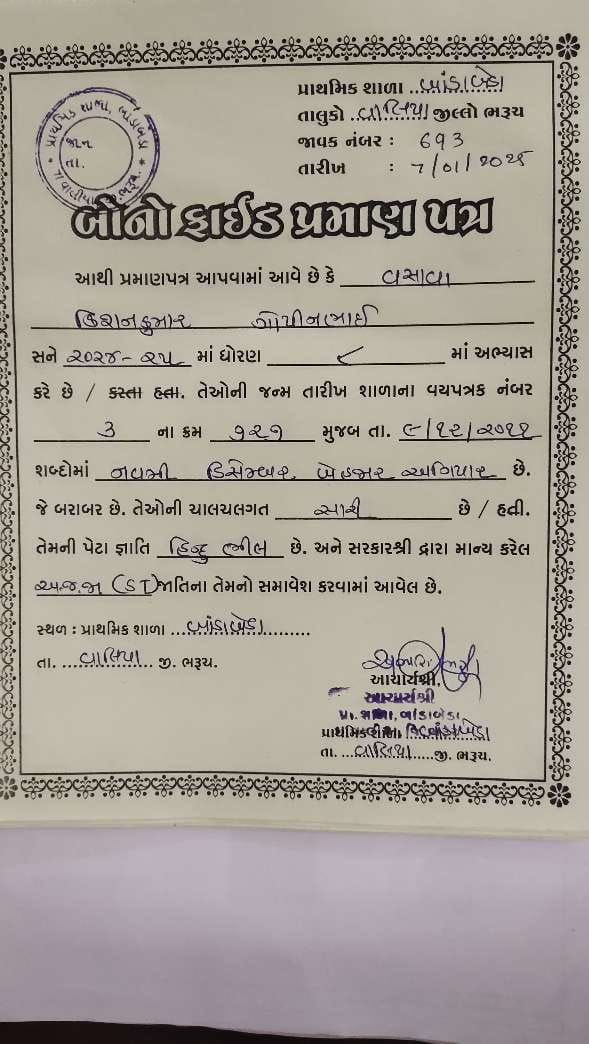 પ્રાથમિક શાળા, બાંડાબેડા
જા.ન
તા.
પ્રાથમિક શાળા ..બાંડાબેડા
તાલુકો ..વાલિયા.. જીલ્લો ભરૂચ
જાવક નંબર : 693
તારીખ : 7/01/2025
બોનોફાઈડ પ્રમાણ પત્ર
આથી પ્રમાણપત્ર આપવામાં આવે છે કે વસાવા
કિશનકુમાર ગોપીનભાઈ
સને ૨૦૨૪-૨૫ માં ધોરણ ૮ માં અભ્યાસ
કરે છે / કરતા હતા. તેઓની જન્મ તારીખ શાળાના વયપત્રક નંબર
૩ ના ક્રમ ૧૨૧ મુજબ તા. ૯/૧૨/૨૦૧૧
શબ્દોમાં નવમી ડિસેમ્બર બેહજાર અગિયાર છે.
જે બરાબર છે. તેઓની ચાલચલગત સારી છે / હતી.
તેમની પેટા જ્ઞાતિ હિન્દુ ભીલ છે. અને સરકારશ્રી દ્રારા માન્ય કરેલ
અ.જ.જા (ST) જાતિના તેમનો સમાવેશ કરવામાં આવેલ છે.
સ્થળ : પ્રાથમિક શાળા ...બાંડાબેડા..........
તા. ....વાલિયા.. જી. ભરૂચ.
આચાર્યશ્રી,
આચાર્યશ્રી
પ્રા. શાળા, બાંડાબેડા
પ્રાથમિક શાળા, બાંડાબેડા
તા. ...વાલિયા.....જી. ભરૂચ.